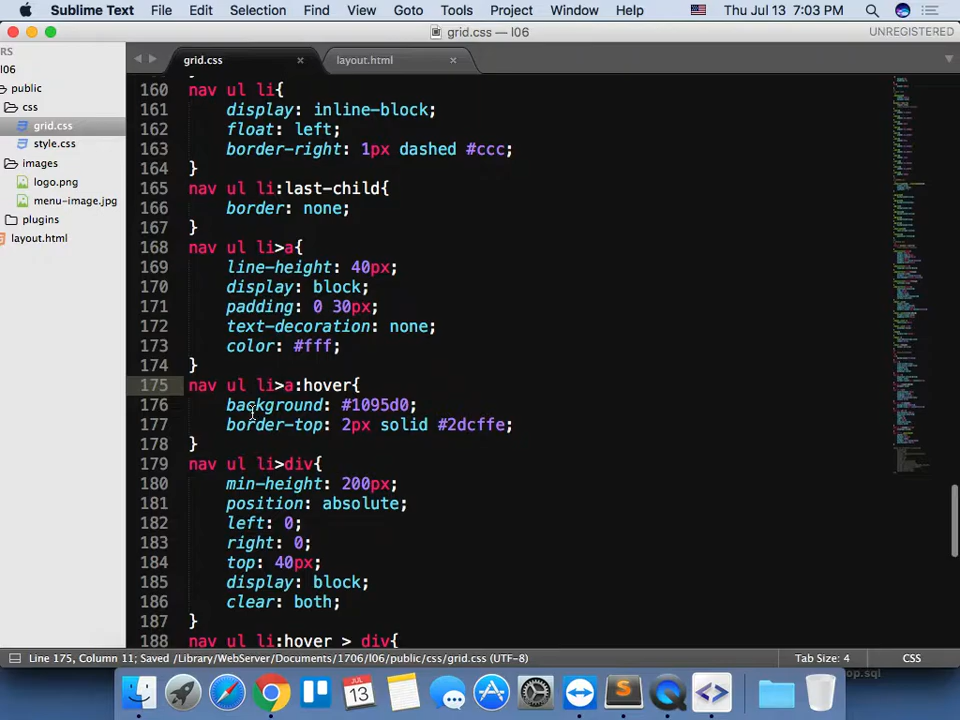 Sublime Text File Edit Selection Find View Goto Tools Project Window Help Thu Jul 13 7:03 PM
grid.css — l06 UNREGISTERED
RS
l06
public
css
grid.css
style.css
images
logo.png
menu-image.jpg
plugins
layout.html
grid.css × layout.html ×
160 nav ul li{
161 display: inline-block;
162 float: left;
163 border-right: 1px dashed #ccc;
164 }
165 nav ul li:last-child{
166 border: none;
167 }
168 nav ul li>a{
169 line-height: 40px;
170 display: block;
171 padding: 0 30px;
172 text-decoration: none;
173 color: #fff;
174 }
175 nav ul li>a:hover{
176 background: #1095d0;
177 border-top: 2px solid #2dcffe;
178 }
179 nav ul li>div{
180 min-height: 200px;
181 position: absolute;
182 left: 0;
183 right: 0;
184 top: 40px;
185 display: block;
186 clear: both;
187 }
188 nav ul li:hover > div{
Line 175, Column 11; Saved /Library/WebServer/Documents/1706/l06/public/css/grid.css (UTF-8) Tab Size: 4 CSS
op.sql
JUL
13